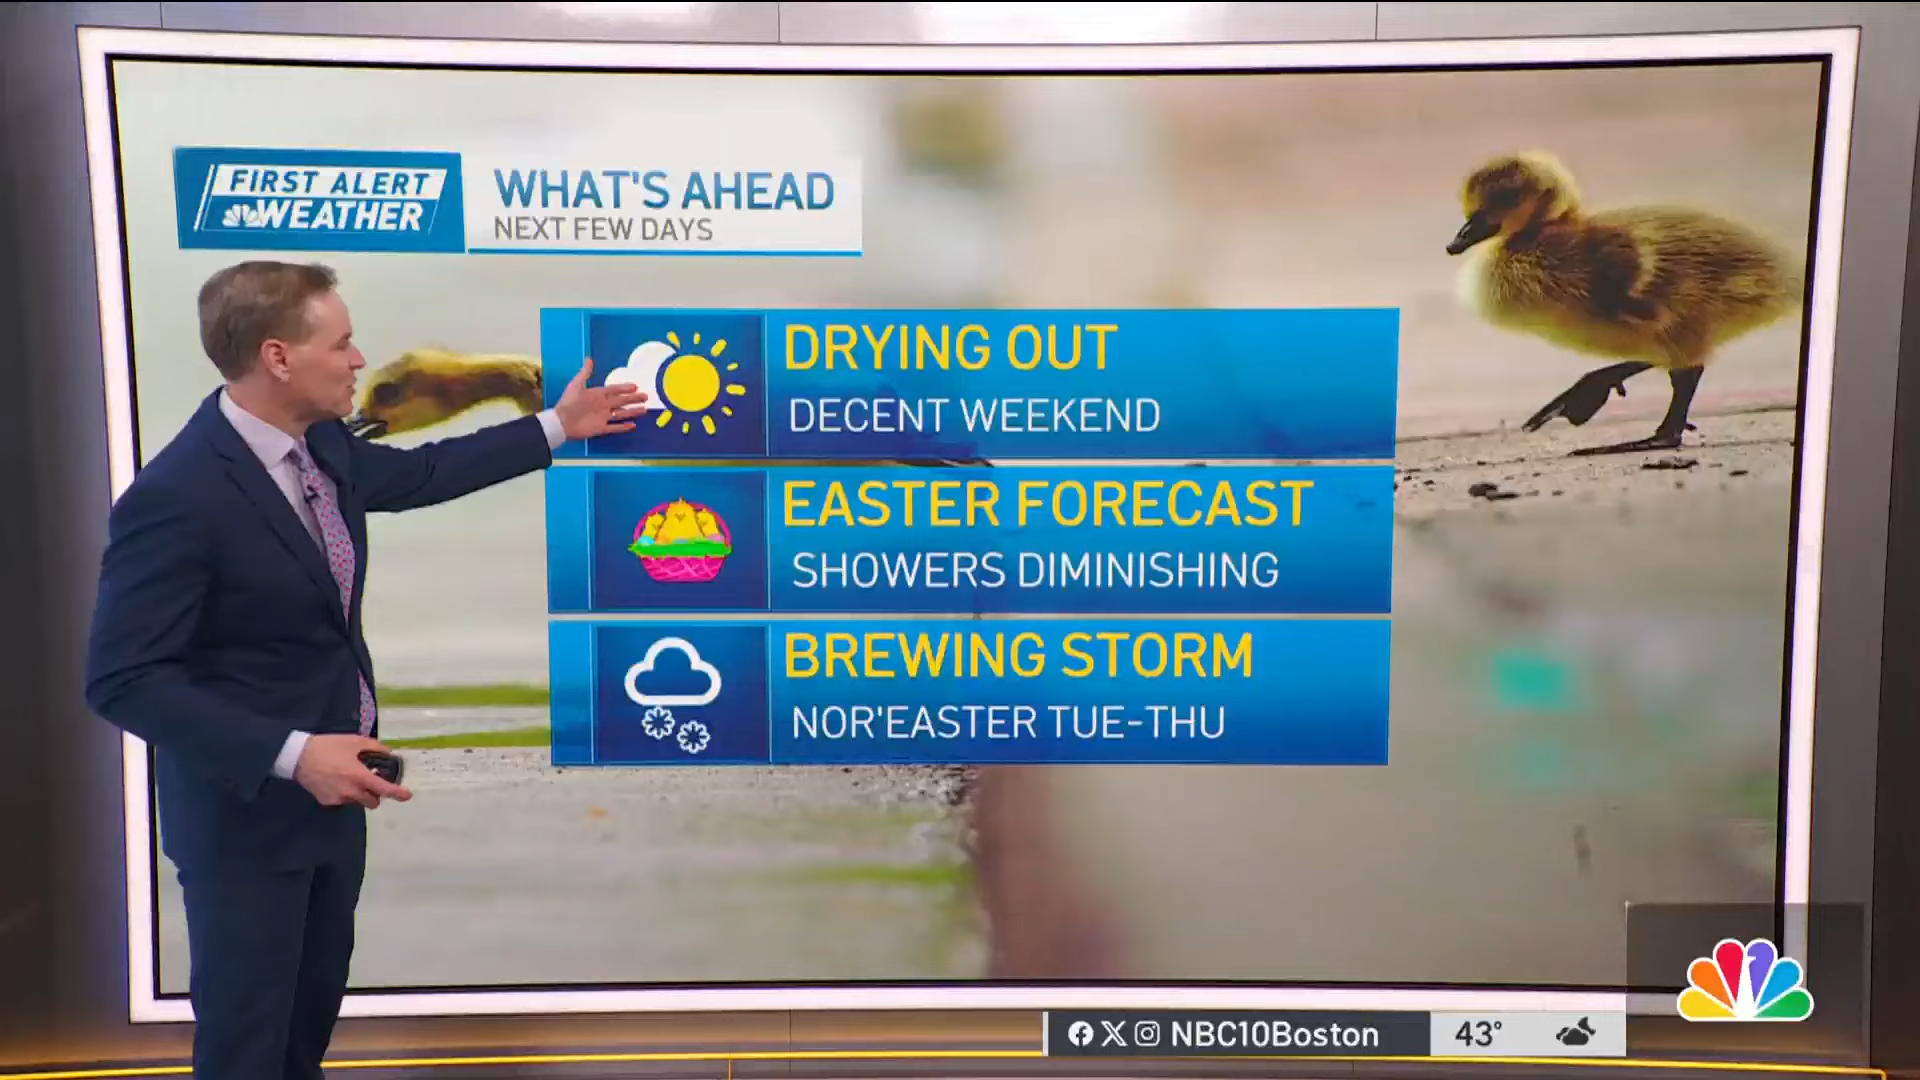 FIRST ALERT
WEATHER
WHAT'S AHEAD
NEXT FEW DAYS
DRYING OUT
DECENT WEEKEND
EASTER FORECAST
SHOWERS DIMINISHING
BREWING STORM
NOR'EASTER TUE-THU
NBC10Boston
43°